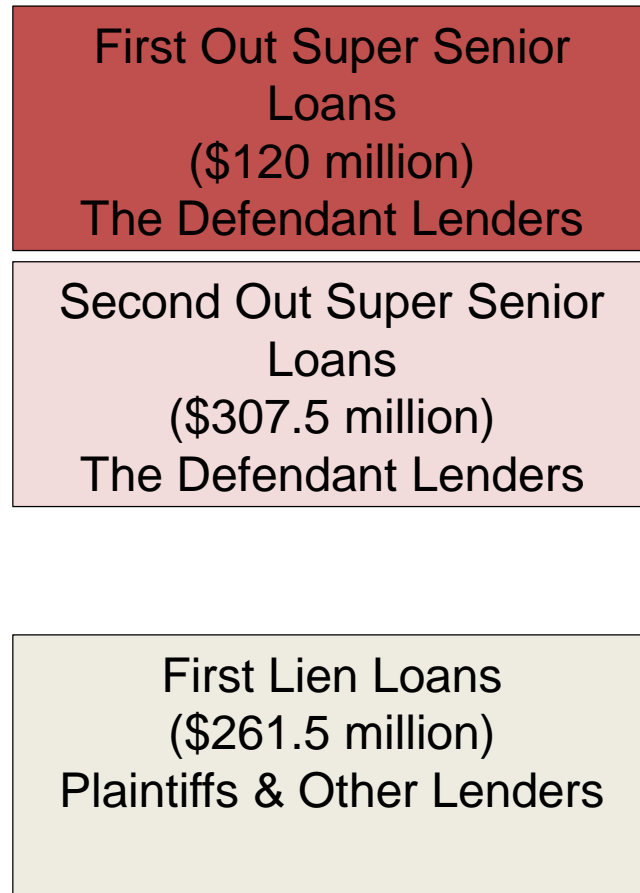 First Out Super Senior
Loans
($120 million)
The Defendant Lenders
Second Out Super Senior
Loans
($307.5 million)
The Defendant Lenders
First Lien Loans
($261.5 million)
Plaintiffs & Other Lenders